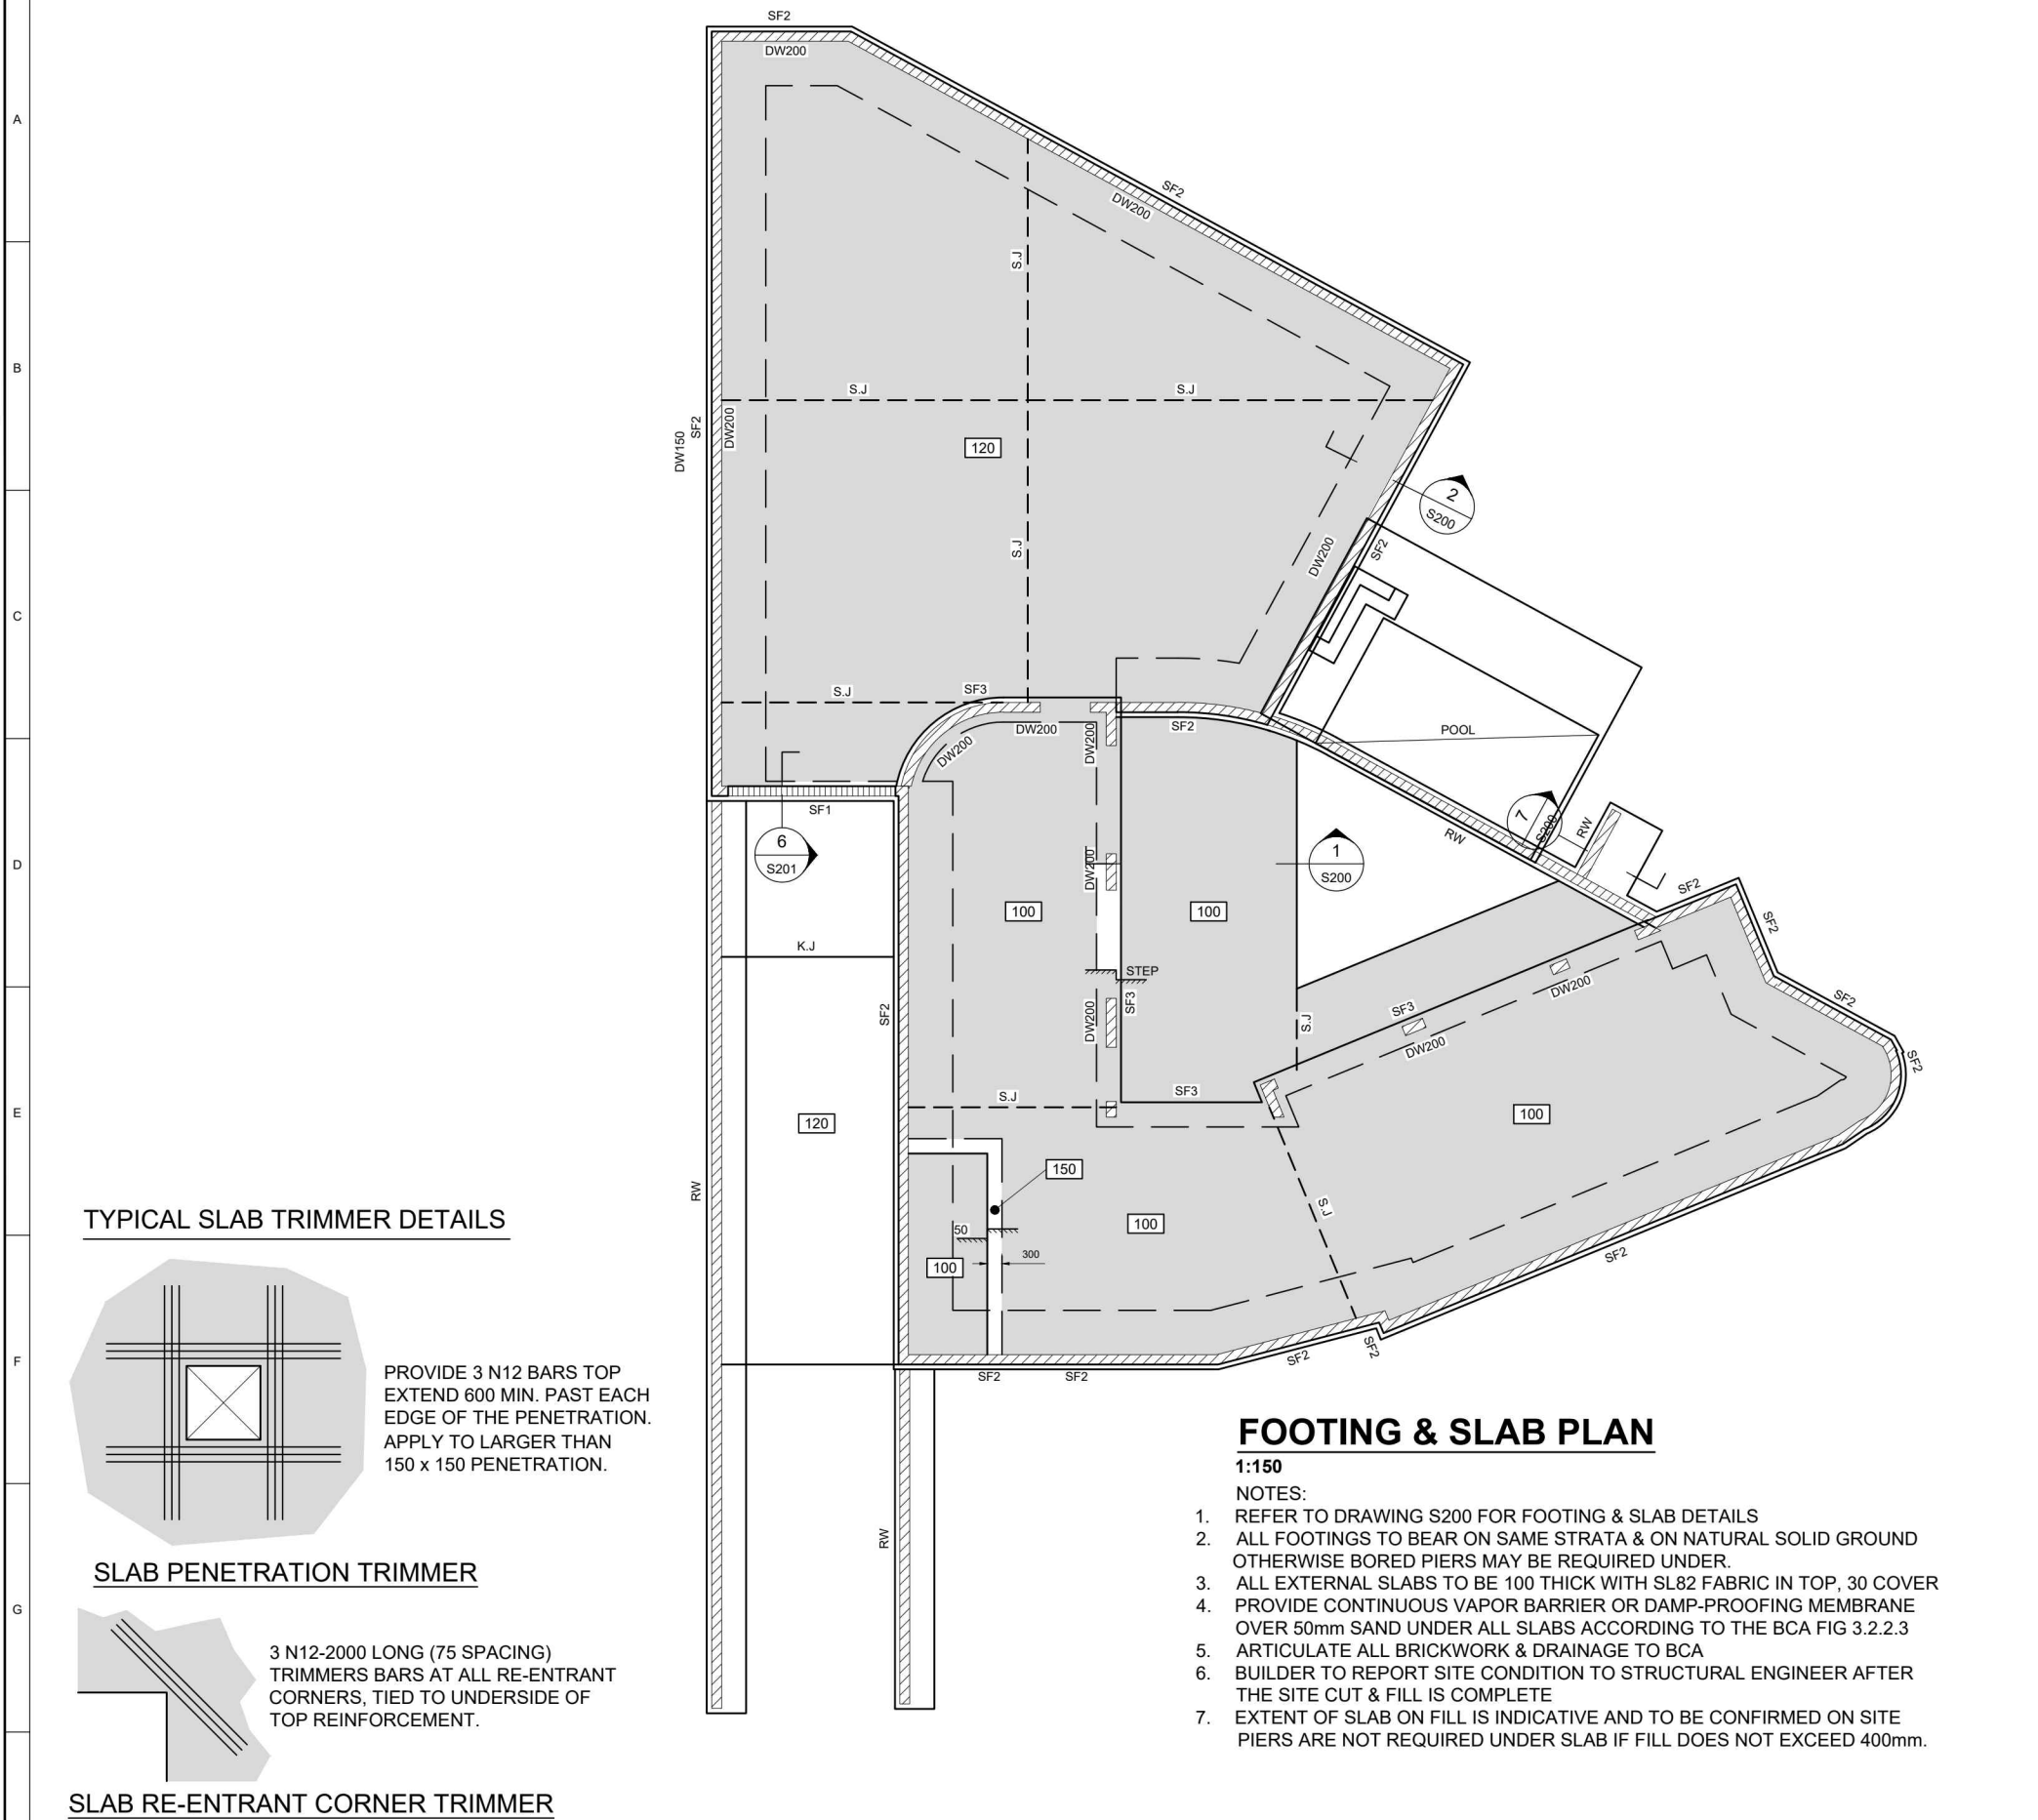 A
B
C
D
E
F
G
SF2
DW200
SF2
DW200
S.J
S.J
S.J
DW150
SF2
DW200
120
2
S200
S.J
DW200
SF2
S.J
SF3
DW200
DW200
DW200
SF2
POOL
SF1
6
S201
DW200
1
S200
7
S200
RW
RW
100
100
K.J
STEP
SF2
SF3
DW200
S.J
SF3
DW200
DW200
SF2
SF2
SF2
SF2
S.J
SF3
100
120
150
RW
100
S.J
50
300
100
SF2
SF2
SF2
SF2
SF2
RW
TYPICAL SLAB TRIMMER DETAILS
PROVIDE 3 N12 BARS TOP
EXTEND 600 MIN. PAST EACH
EDGE OF THE PENETRATION.
APPLY TO LARGER THAN
150 x 150 PENETRATION.
SLAB PENETRATION TRIMMER
3 N12-2000 LONG (75 SPACING)
TRIMMERS BARS AT ALL RE-ENTRANT
CORNERS, TIED TO UNDERSIDE OF
TOP REINFORCEMENT.
SLAB RE-ENTRANT CORNER TRIMMER
FOOTING & SLAB PLAN
1:150
NOTES:
1. REFER TO DRAWING S200 FOR FOOTING & SLAB DETAILS
2. ALL FOOTINGS TO BEAR ON SAME STRATA & ON NATURAL SOLID GROUND
OTHERWISE BORED PIERS MAY BE REQUIRED UNDER.
3. ALL EXTERNAL SLABS TO BE 100 THICK WITH SL82 FABRIC IN TOP, 30 COVER
4. PROVIDE CONTINUOUS VAPOR BARRIER OR DAMP-PROOFING MEMBRANE
OVER 50mm SAND UNDER ALL SLABS ACCORDING TO THE BCA FIG 3.2.2.3
5. ARTICULATE ALL BRICKWORK & DRAINAGE TO BCA
6. BUILDER TO REPORT SITE CONDITION TO STRUCTURAL ENGINEER AFTER
THE SITE CUT & FILL IS COMPLETE
7. EXTENT OF SLAB ON FILL IS INDICATIVE AND TO BE CONFIRMED ON SITE
PIERS ARE NOT REQUIRED UNDER SLAB IF FILL DOES NOT EXCEED 400mm.